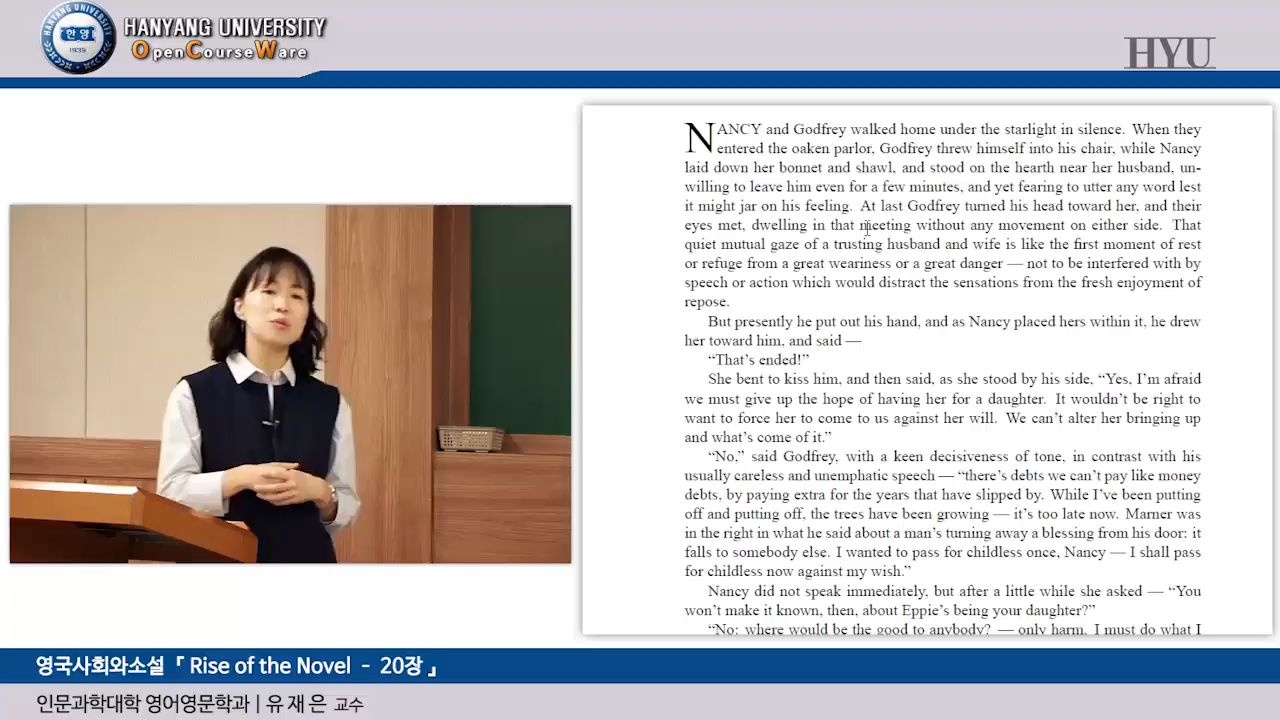 HANYANG UNIVERSITY
OpenCourseWare
한영
1939
HYU
NANCY and Godfrey walked home under the starlight in silence. When they
entered the oaken parlor, Godfrey threw himself into his chair, while Nancy
laid down her bonnet and shawl, and stood on the hearth near her husband, un-
willing to leave him even for a few minutes, and yet fearing to utter any word lest
it might jar on his feeling. At last Godfrey turned his head toward her, and their
eyes met, dwelling in that meeting without any movement on either side. That
quiet mutual gaze of a trusting husband and wife is like the first moment of rest
or refuge from a great weariness or a great danger — not to be interfered with by
speech or action which would distract the sensations from the fresh enjoyment of
repose.
But presently he put out his hand, and as Nancy placed hers within it, he drew
her toward him, and said —
“That’s ended!”
She bent to kiss him, and then said, as she stood by his side, “Yes, I’m afraid
we must give up the hope of having her for a daughter. It wouldn’t be right to
want to force her to come to us against her will. We can’t alter her bringing up
and what’s come of it.”
“No,” said Godfrey, with a keen decisiveness of tone, in contrast with his
usually careless and unemphatic speech — “there’s debts we can’t pay like money
debts, by paying extra for the years that have slipped by. While I’ve been putting
off and putting off, the trees have been growing — it’s too late now. Marner was
in the right in what he said about a man’s turning away a blessing from his door: it
falls to somebody else. I wanted to pass for childless once, Nancy — I shall pass
for childless now against my wish.”
Nancy did not speak immediately, but after a little while she asked — “You
won’t make it known, then, about Eppie’s being your daughter?”
“No: where would be the good to anybody? — only harm. I must do what I
영국사회와소설 「 Rise of the Novel - 20장 」
인문과학대학 영어영문학과 | 유 재 은 교수